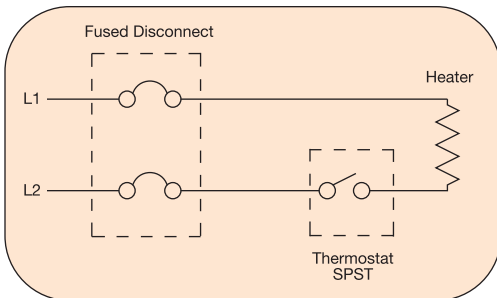 Fused Disconnect
Heater
L1
L2
Thermostat
SPST